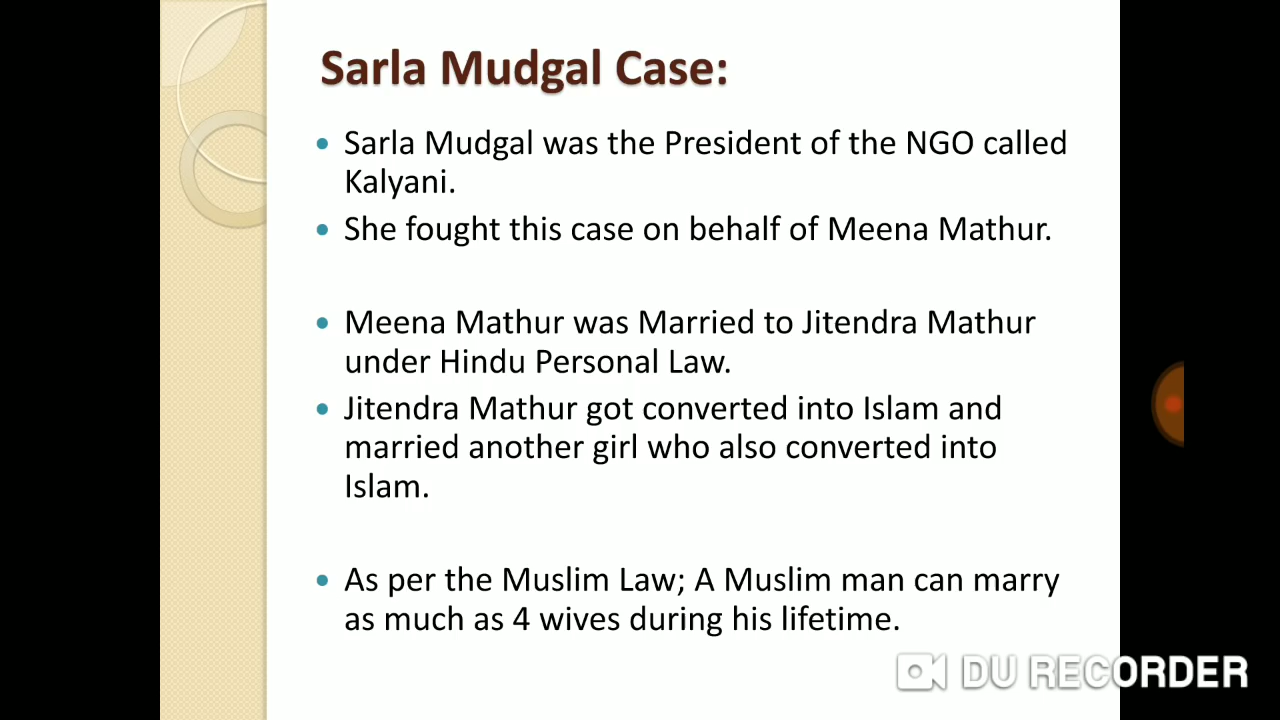 Sarla Mudgal Case:
• Sarla Mudgal was the President of the NGO called
Kalyani.
• She fought this case on behalf of Meena Mathur.
• Meena Mathur was Married to Jitendra Mathur
under Hindu Personal Law.
• Jitendra Mathur got converted into Islam and
married another girl who also converted into
Islam.
• As per the Muslim Law; A Muslim man can marry
as much as 4 wives during his lifetime.
DU RECORDER